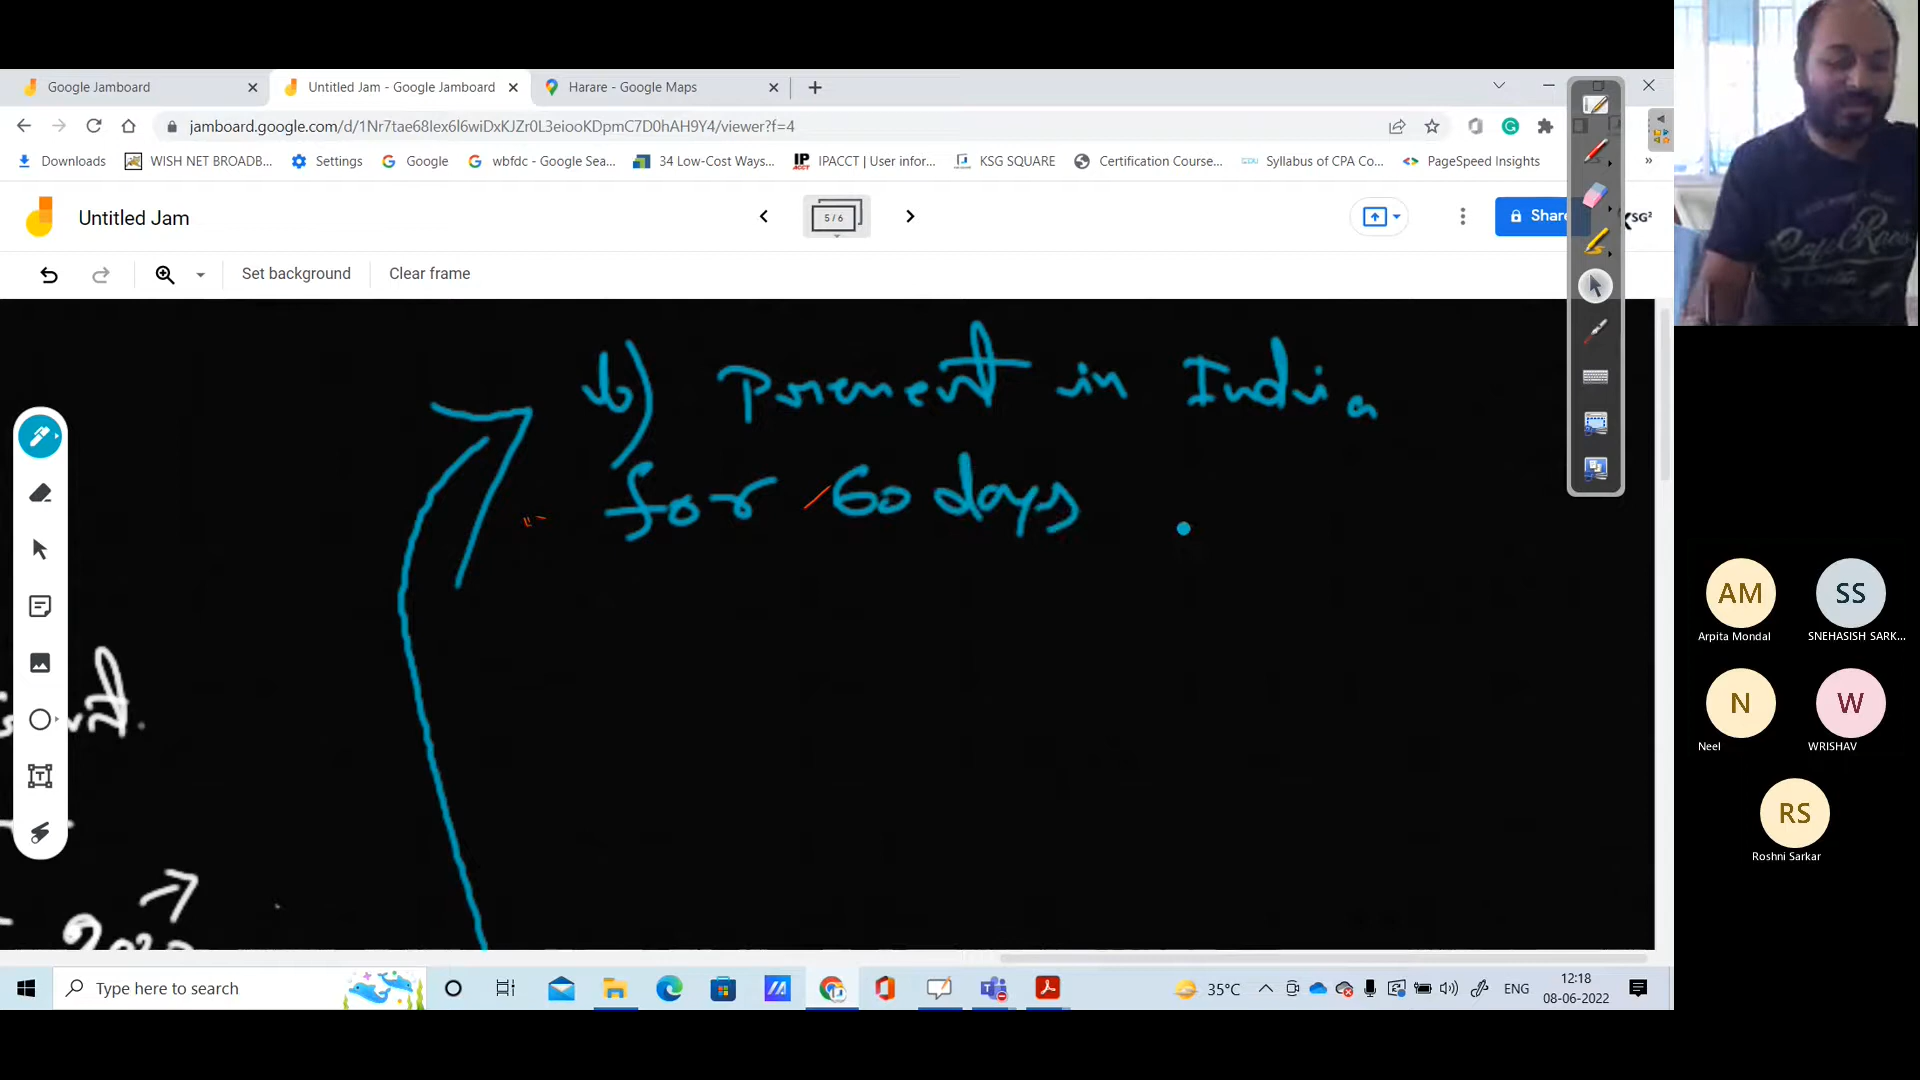 Google Jamboard
Untitled Jam - Google Jamboard
Harare - Google Maps
jamboard.google.com/d/1Nr7tae68Iex6l6wiDxKJZr0L3eiooKDpmC7D0hAH9Y4/viewer?f=4
Downloads
WISH NET BROADB...
Settings
Google
wbfdc - Google Sea...
34 Low-Cost Ways...
IP ACCT
IPACCT | User infor...
KSG SQUARE
Certification Course...
Syllabus of CPA Co...
PageSpeed Insights
»
Untitled Jam
5 / 6
Share
SG²
Set background
Clear frame
b) Present in India
for 60 days
Type here to search
35°C
ENG
12:18
08-06-2022
AM
Arpita Mondal
SS
SNEHASISH SARK...
N
Neel
W
WRISHAV
RS
Roshni Sarkar